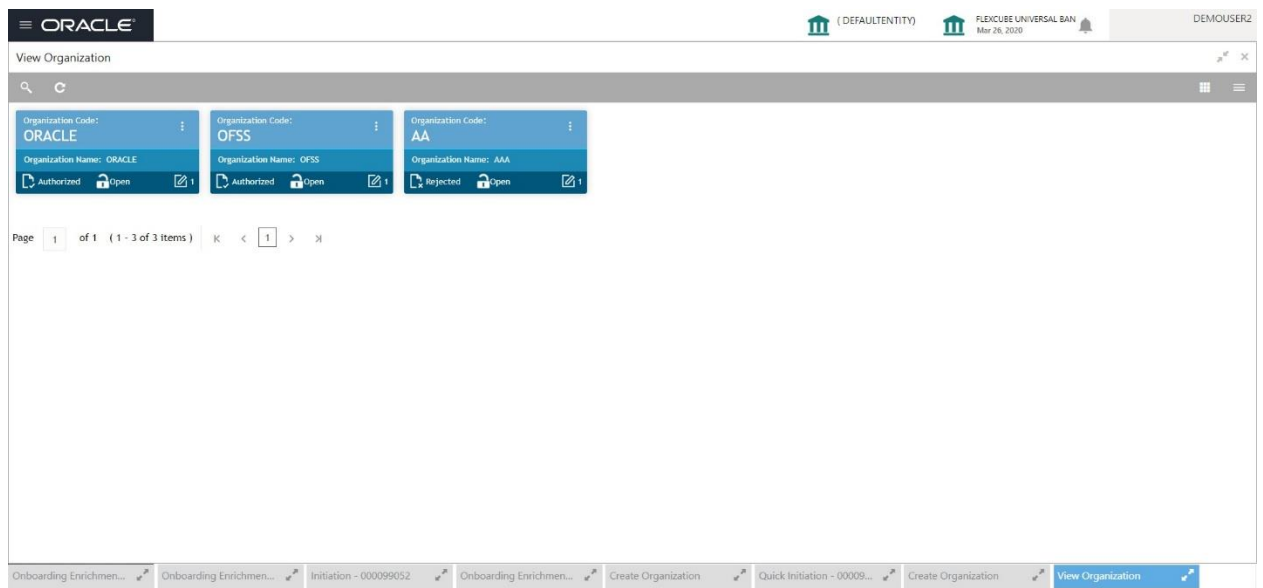 ORACLE
( DEFAULTENTITY)
FLEXCUBE UNIVERSAL BAN
Mar 26, 2020
DEMOUSER2
View Organization
Organization Code:
ORACLE
Organization Name: ORACLE
Authorized Open 1
Organization Code:
OFSS
Organization Name: OFSS
Authorized Open 1
Organization Code:
AA
Organization Name: AAA
Rejected Open 1
Page 1 of 1 ( 1 - 3 of 3 items ) 1
Onboarding Enrichmen... Onboarding Enrichmen... Initiation - 000099052 Onboarding Enrichmen... Create Organization Quick Initiation - 00009... Create Organization View Organization